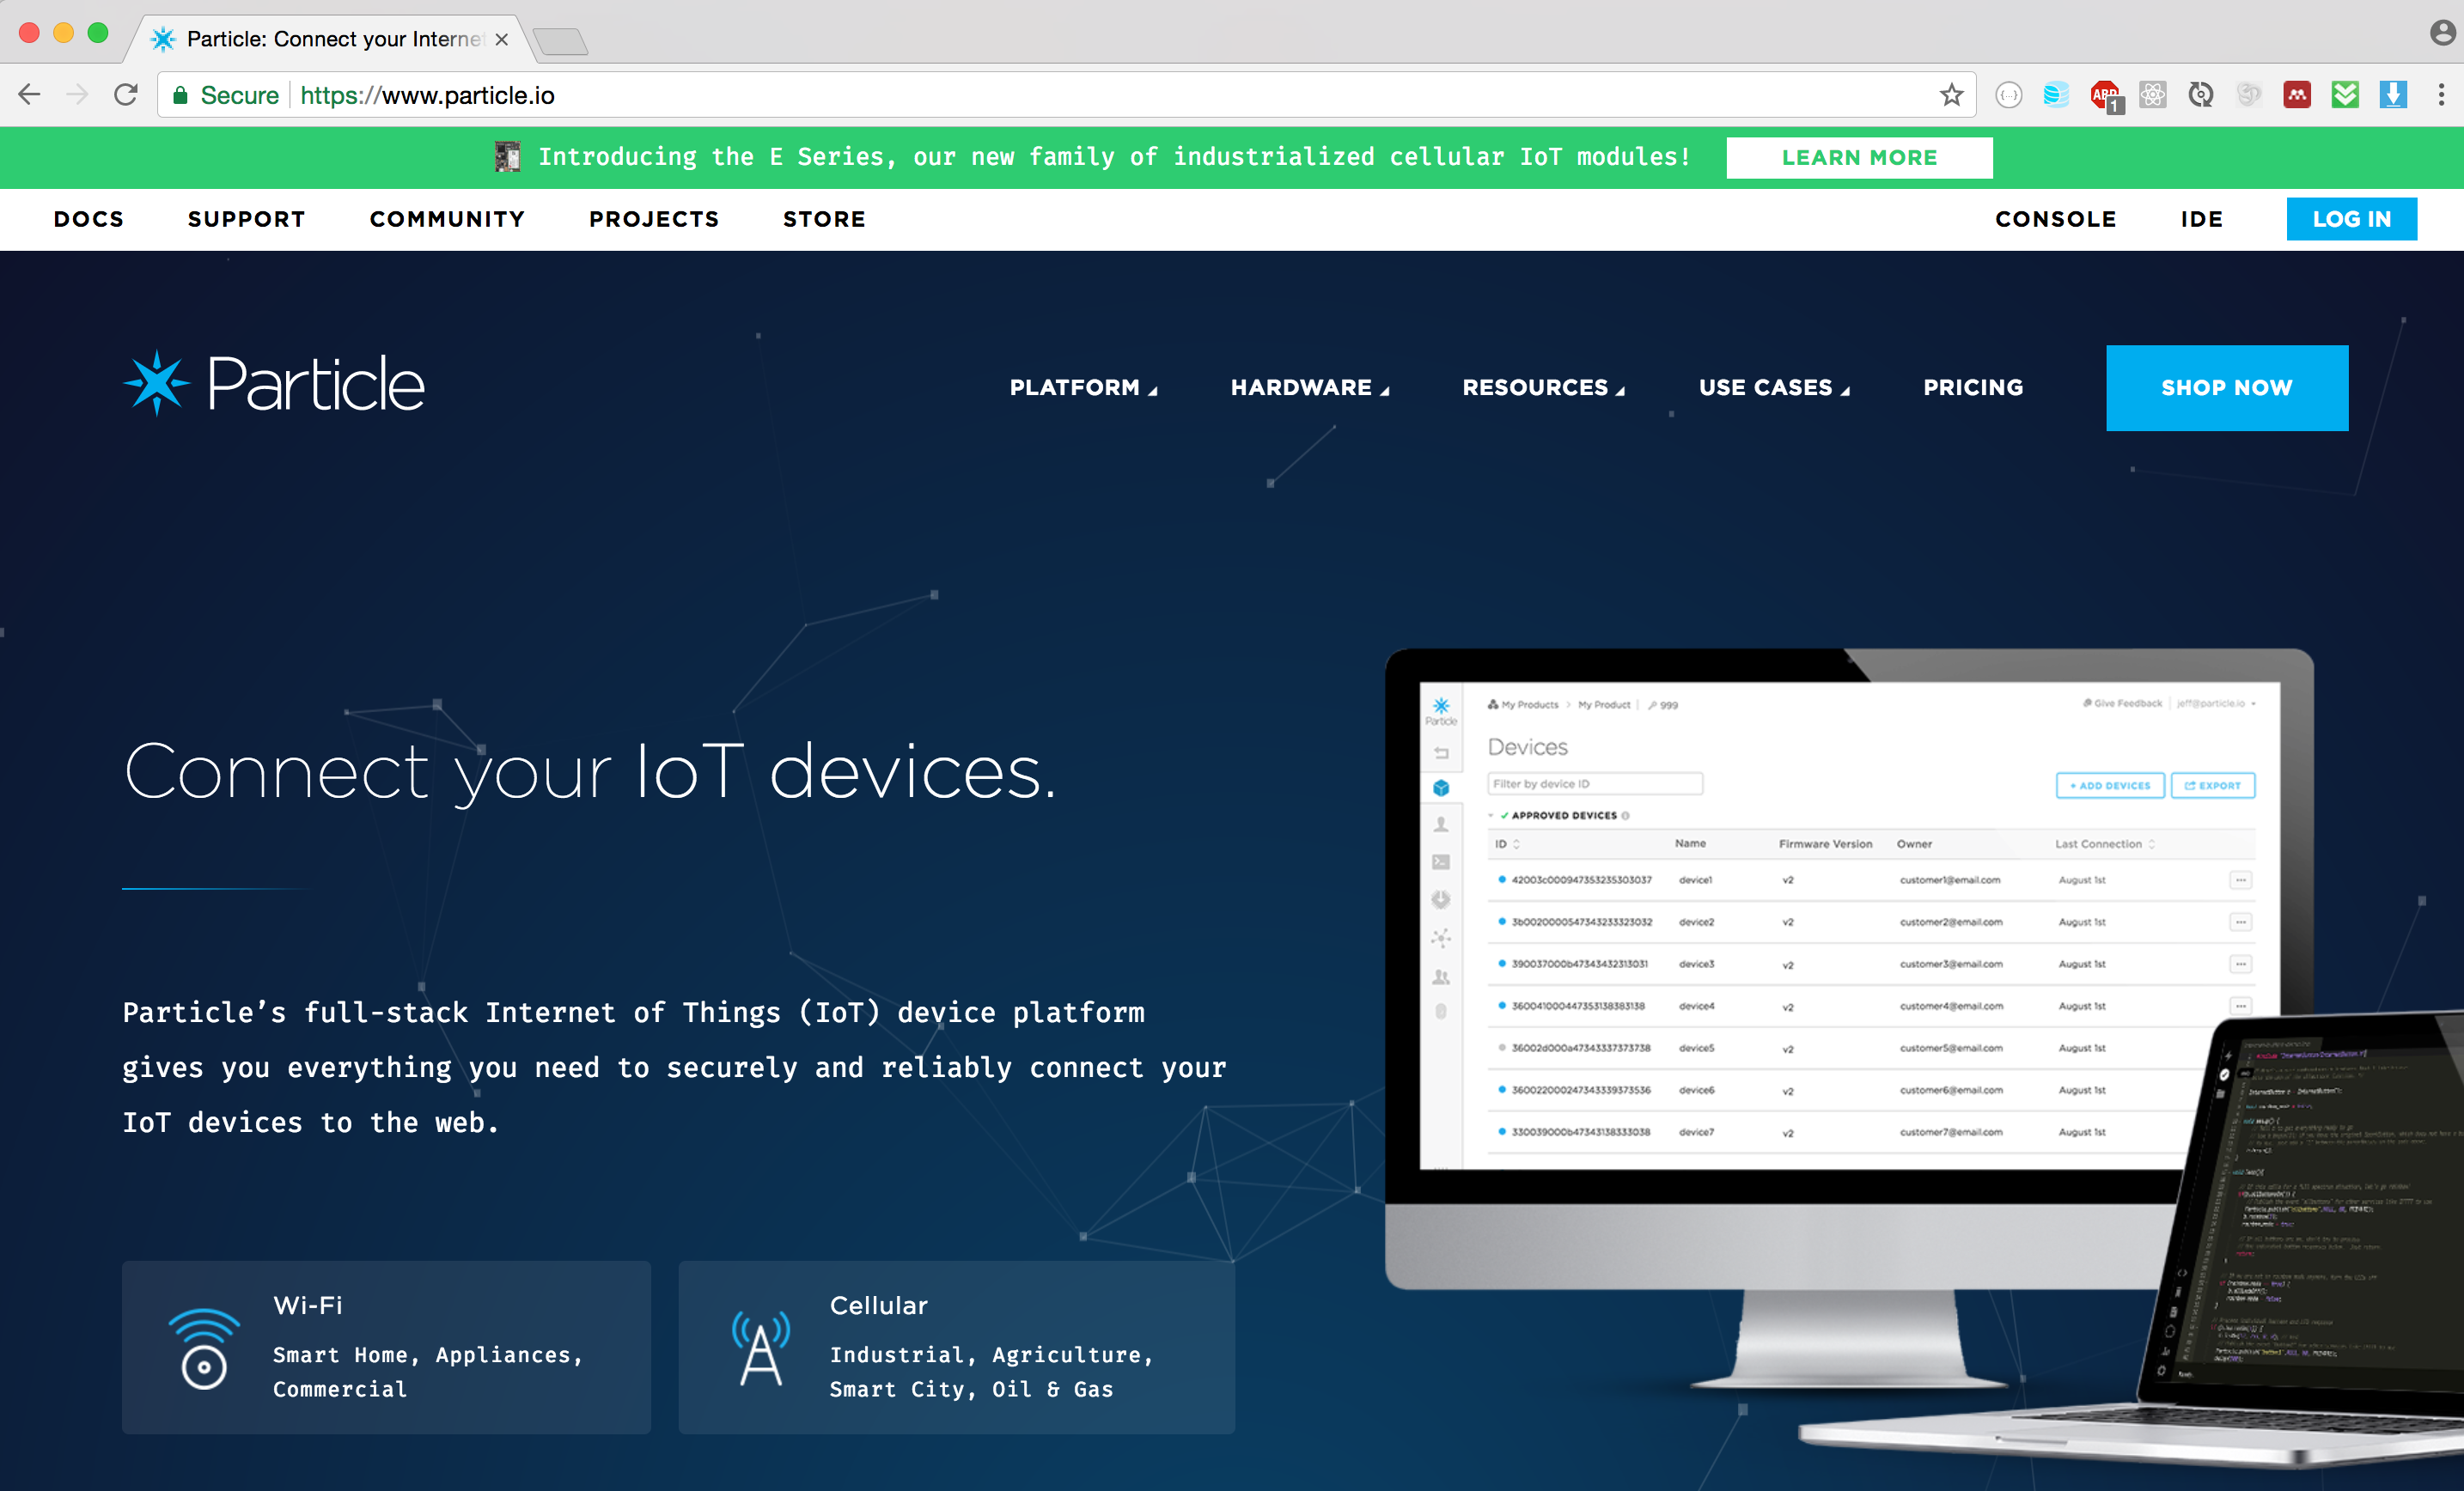 Particle: Connect your Interne
Secure https://www.particle.io
ABP 1
Introducing the E Series, our new family of industrialized cellular IoT modules! LEARN MORE
DOCS SUPPORT COMMUNITY PROJECTS STORE CONSOLE IDE LOG IN
Particle PLATFORM HARDWARE RESOURCES USE CASES PRICING SHOP NOW
Connect your IoT devices.
Particle’s full-stack Internet of Things (IoT) device platform
gives you everything you need to securely and reliably connect your
IoT devices to the web.
Wi-Fi
Smart Home, Appliances,
Commercial
Cellular
Industrial, Agriculture,
Smart City, Oil & Gas
Particle
My Products > My Product | 999 Give Feedback | jeff@particle.io
Devices
Filter by device ID + ADD DEVICES EXPORT
APPROVED DEVICES
ID Name Firmware Version Owner Last Connection
42003c000947353235303037 device1 v2 customer1@email.com August 1st
3b0020000547343233323032 device2 v2 customer2@email.com August 1st
390037000b47343432313031 device3 v2 customer3@email.com August 1st
360041000447353138383138 device4 v2 customer4@email.com August 1st
36002d000a47343337373738 device5 v2 customer5@email.com August 1st
360022000247343339373536 device6 v2 customer6@email.com August 1st
330039000b47343138333038 device7 v2 customer7@email.com August 1st